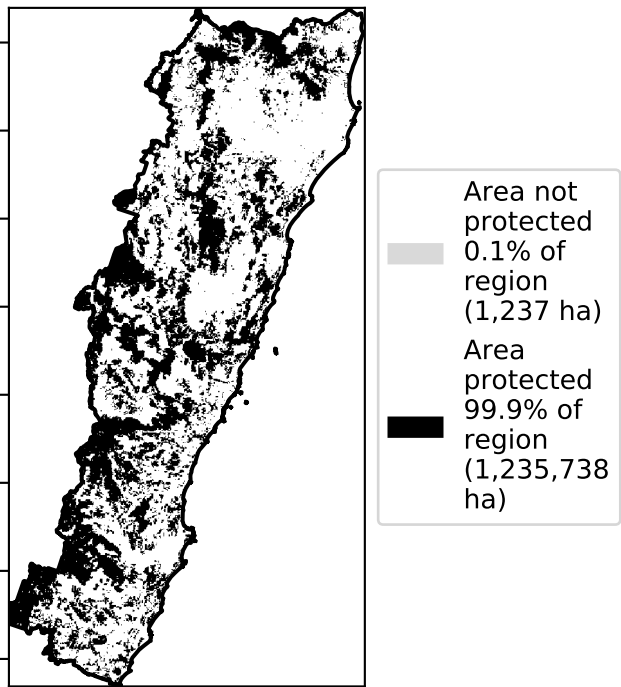 Area not
protected
0.1% of
region
(1,237 ha)
Area
protected
99.9% of
region
(1,235,738
ha)